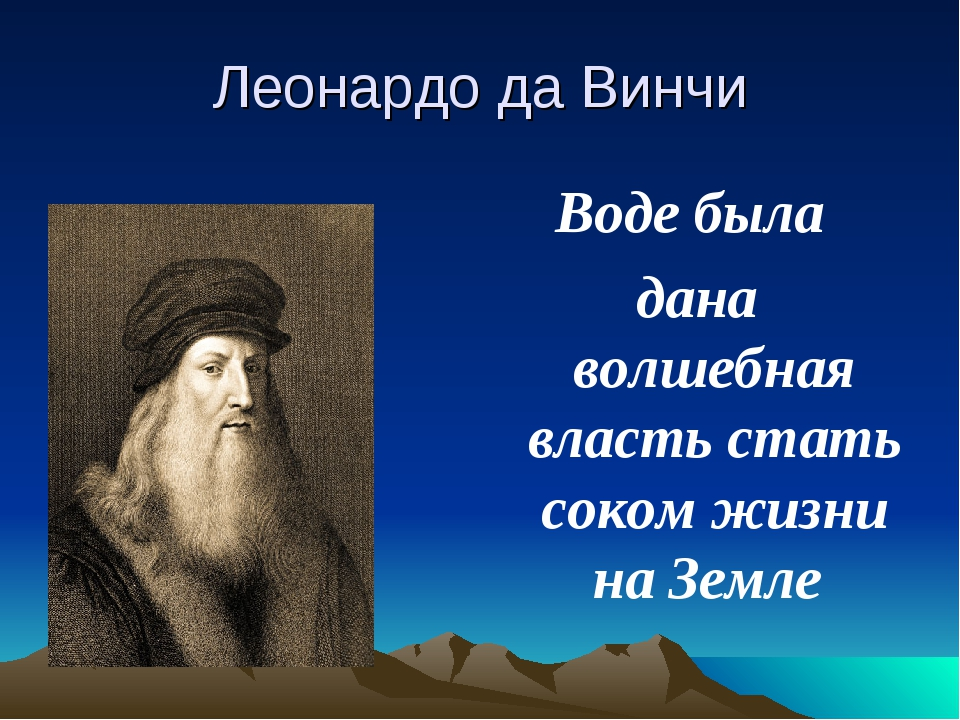 Леонардо да Винчи
Воде была
дана
волшебная
власть стать
соком жизни
на Земле